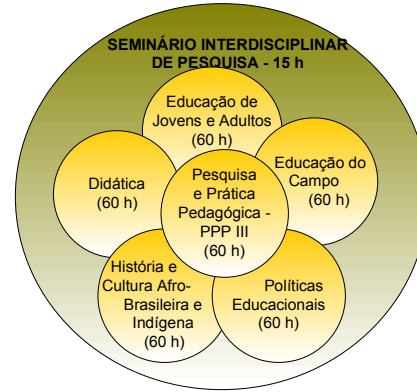 SEMINÁRIO INTERDISCIPLINAR
DE PESQUISA - 15 h
Educação de
Jovens e Adultos
(60 h)
Didática
(60 h)
Pesquisa
e Prática
Pedagógica -
PPP III
(60 h)
Educação do
Campo
(60 h)
História e
Cultura Afro-
Brasileira e
Indígena
(60 h)
Políticas
Educacionais
(60 h)